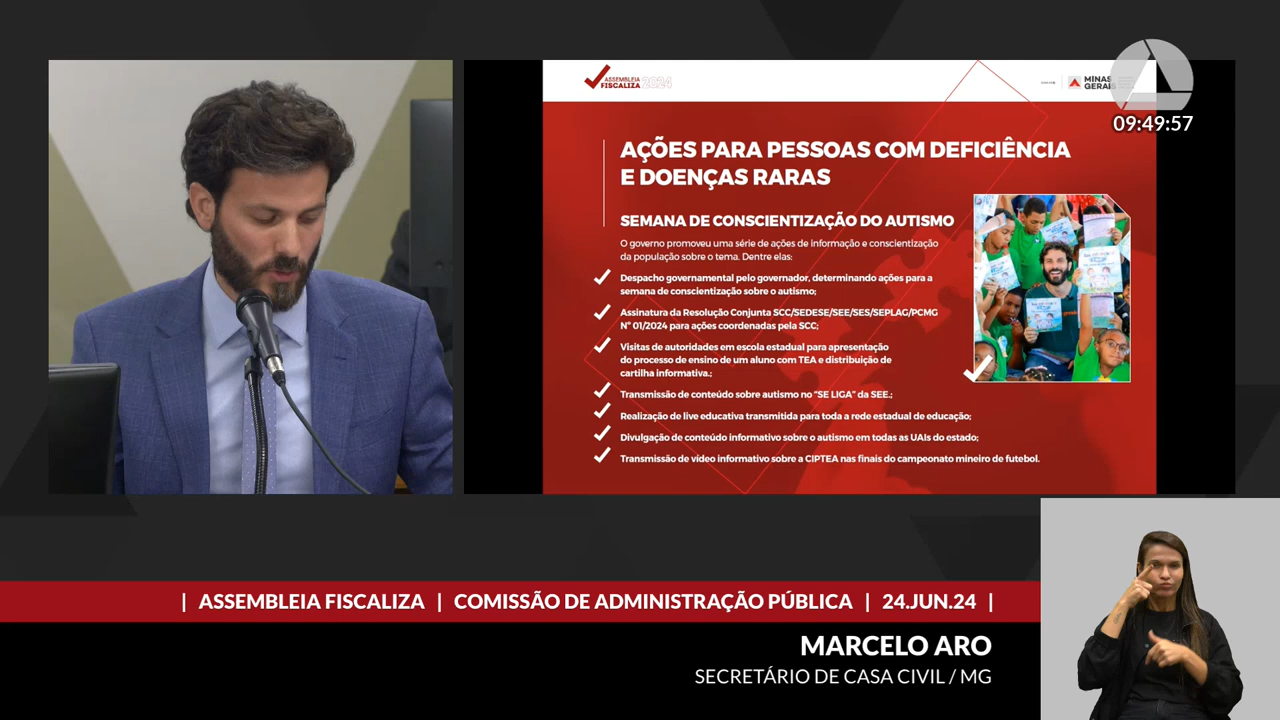 ASSEMBLEIA
FISCALIZA 2024
MINAS
GERAIS
09:49:57
AÇÕES PARA PESSOAS COM DEFICIÊNCIA
E DOENÇAS RARAS
SEMANA DE CONSCIENTIZAÇÃO DO AUTISMO
O governo promoveu uma série de ações de informação e conscientização
da população sobre o tema. Dentre elas:
Despacho governamental pelo governador, determinando ações para a
semana de conscientização sobre o autismo;
Assinatura da Resolução Conjunta SCC/SEDESE/SEE/SES/SEPLAG/PCMG
Nº 01/2024 para ações coordenadas pela SCC;
Visitas de autoridades em escola estadual para apresentação
do processo de ensino de um aluno com TEA e distribuição de
cartilha informativa.;
Transmissão de conteúdo sobre autismo no "SE LIGA" da SEE.;
Realização de live educativa transmitida para toda a rede estadual de educação;
Divulgação de conteúdo informativo sobre o autismo em todas as UAIs do estado;
Transmissão de vídeo informativo sobre a CIPTEA nas finais do campeonato mineiro de futebol.
| ASSEMBLEIA FISCALIZA | COMISSÃO DE ADMINISTRAÇÃO PÚBLICA | 24.JUN.24 |
MARCELO ARO
SECRETÁRIO DE CASA CIVIL / MG